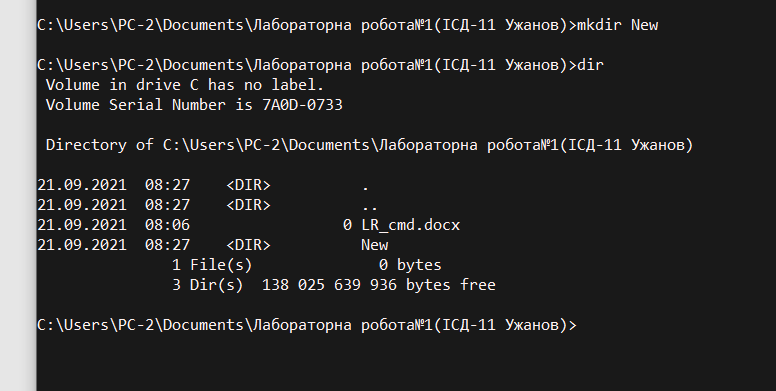 C:\Users\PC-2\Documents\Лабораторна робота№1(ІСД-11 Ужанов)>mkdir New
C:\Users\PC-2\Documents\Лабораторна робота№1(ІСД-11 Ужанов)>dir
Volume in drive C has no label.
Volume Serial Number is 7A0D-0733
Directory of C:\Users\PC-2\Documents\Лабораторна робота№1(ІСД-11 Ужанов)
21.09.2021  08:27    <DIR>          .
21.09.2021  08:27    <DIR>          ..
21.09.2021  08:06                 0 LR_cmd.docx
21.09.2021  08:27    <DIR>          New
1 File(s)              0 bytes
3 Dir(s)  138 025 639 936 bytes free
C:\Users\PC-2\Documents\Лабораторна робота№1(ІСД-11 Ужанов)>